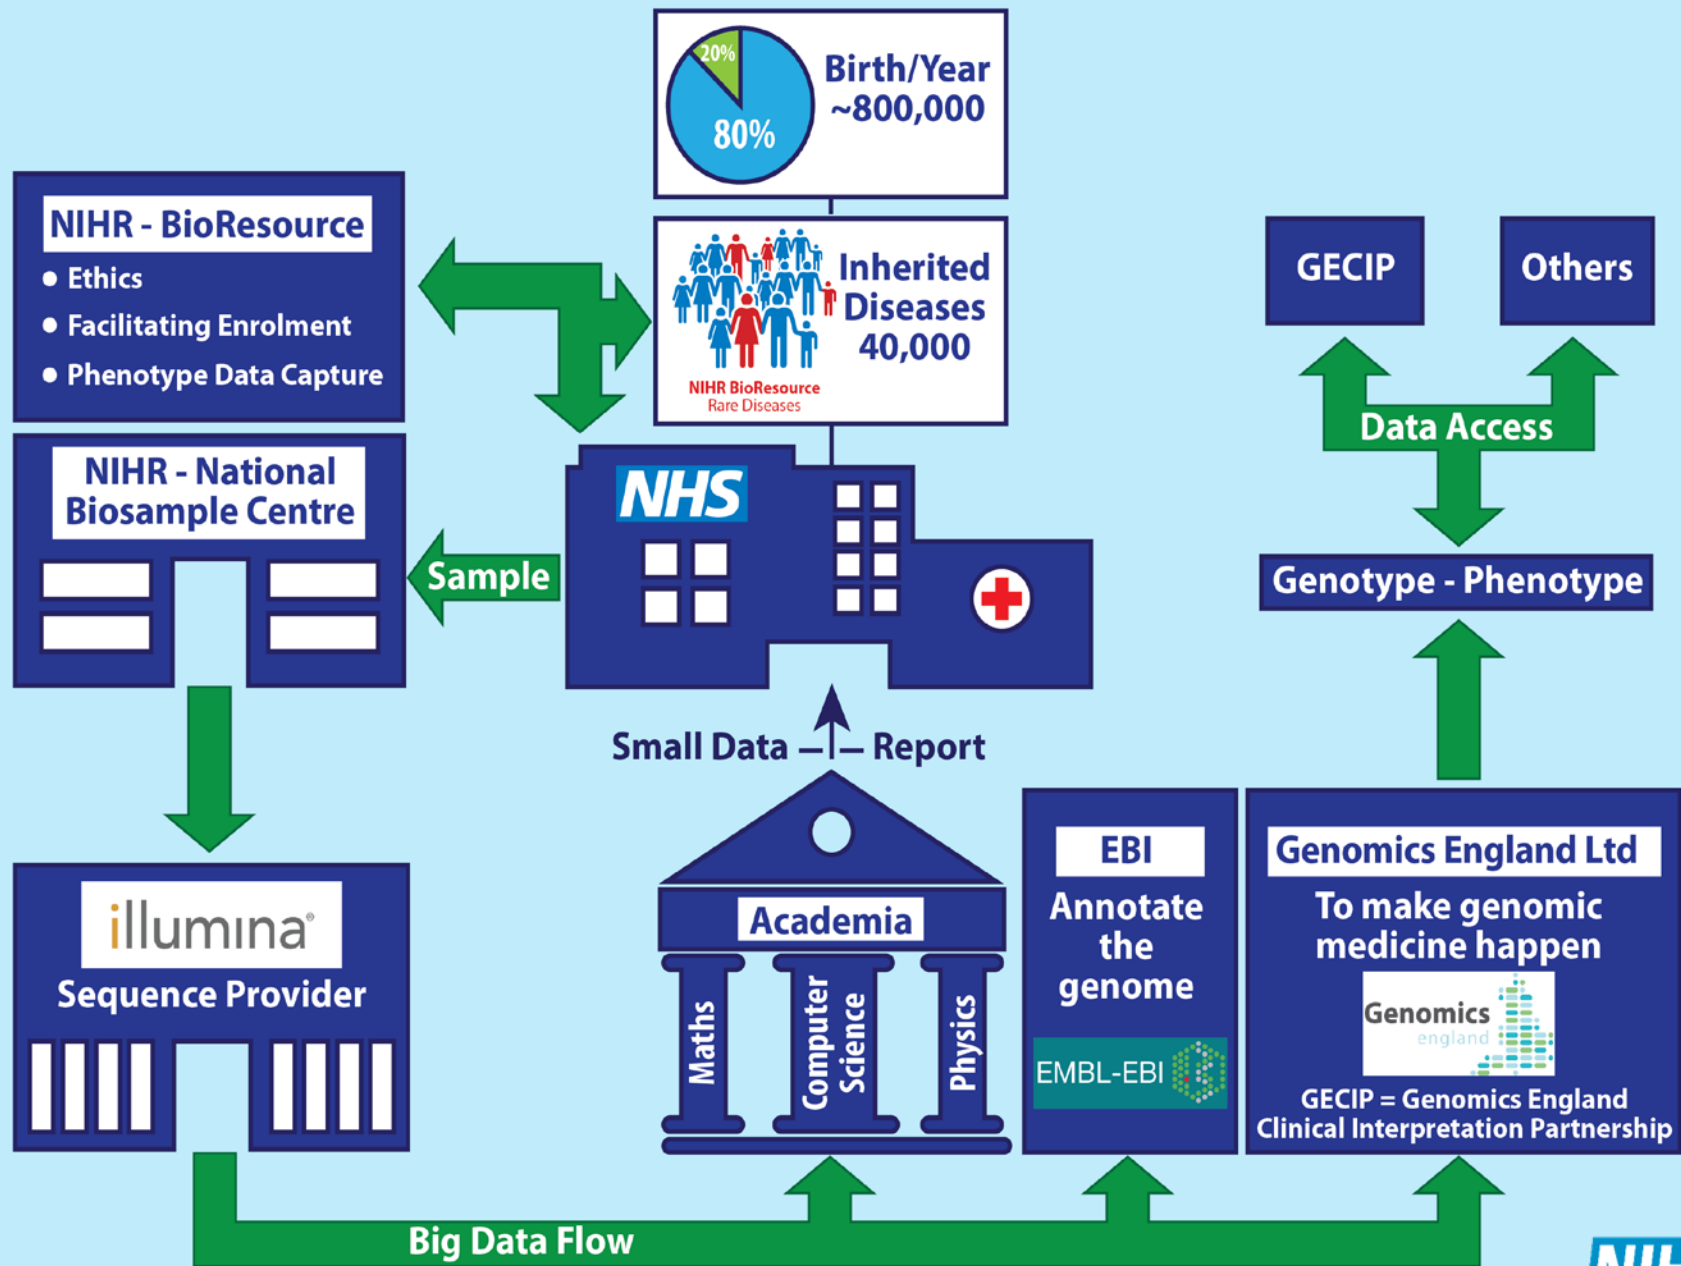 20%
80%
Birth/Year
~800,000
NIHR - BioResource
• Ethics
• Facilitating Enrolment
• Phenotype Data Capture
Inherited
Diseases
40,000
NIHR BioResource
Rare Diseases
GECIP
Others
Data Access
Genotype - Phenotype
NIHR - National
Biosample Centre
Sample
NHS
Small Data
Report
illumina®
Sequence Provider
Academia
Maths
Computer
Science
Physics
EBI
Annotate
the
genome
EMBL-EBI
Genomics England Ltd
To make genomic
medicine happen
Genomics
england
GECIP = Genomics England
Clinical Interpretation Partnership
Big Data Flow